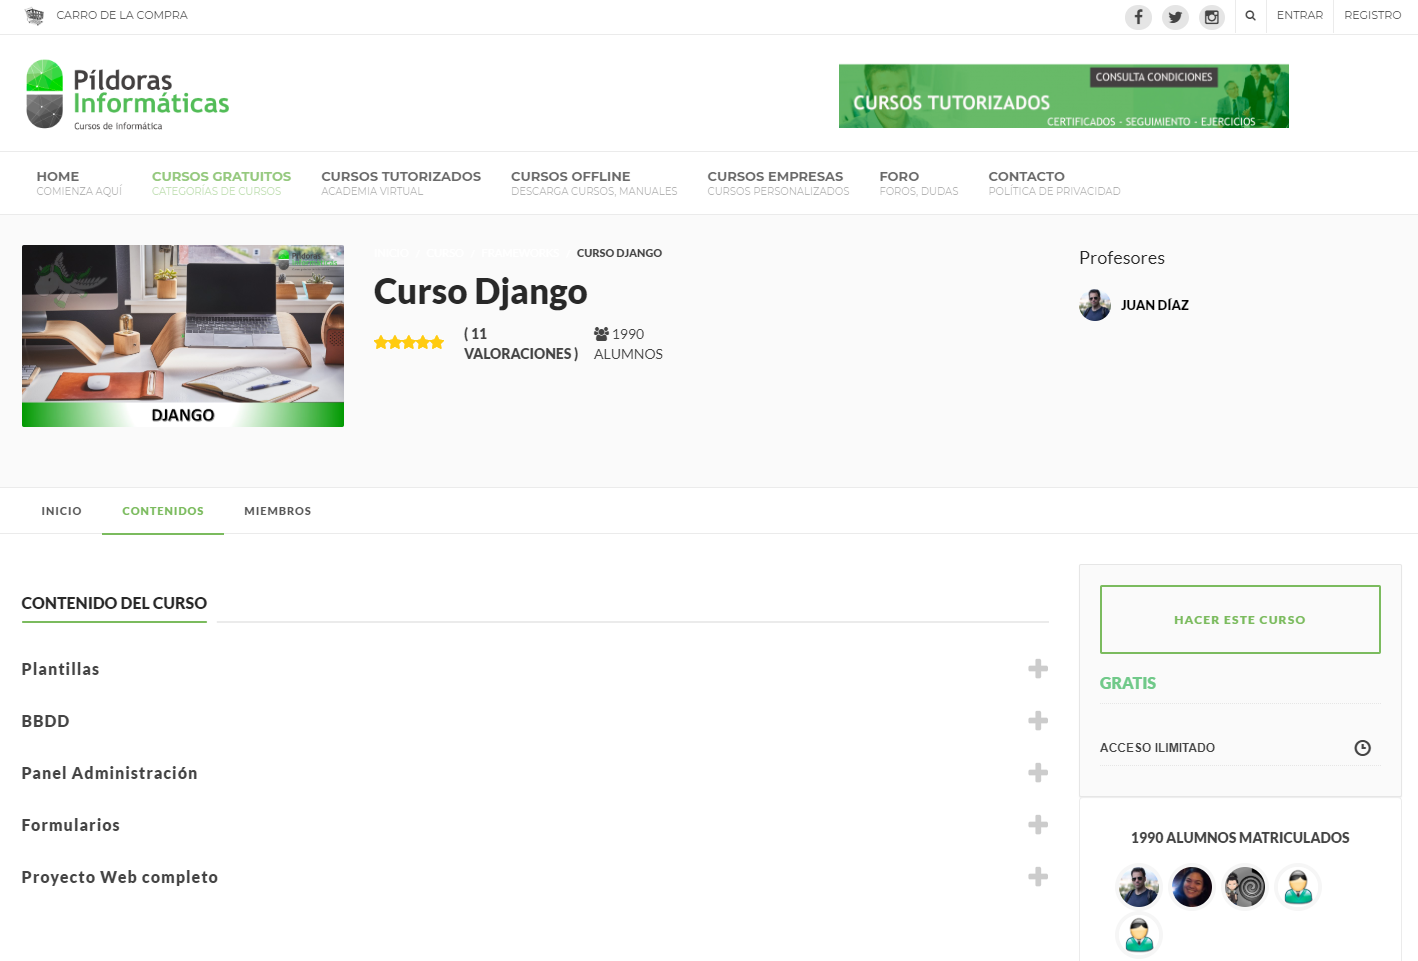 CARRO DE LA COMPRA
ENTRAR
REGISTRO
Píldoras
Informáticas
Cursos de Informática
CONSULTA CONDICIONES
CURSOS TUTORIZADOS
CERTIFICADOS - SEGUIMIENTO - EJERCICIOS
HOME
COMIENZA AQUÍ
CURSOS GRATUITOS
CATEGORÍAS DE CURSOS
CURSOS TUTORIZADOS
ACADEMIA VIRTUAL
CURSOS OFFLINE
DESCARGA CURSOS, MANUALES
CURSOS EMPRESAS
CURSOS PERSONALIZADOS
FORO
FOROS, DUDAS
CONTACTO
POLÍTICA DE PRIVACIDAD
Píldoras
DJANGO
INICIO / CURSO / FRAMEWORKS / CURSO DJANGO
Curso Django
( 11
VALORACIONES )
1990
ALUMNOS
Profesores
JUAN DÍAZ
INICIO
CONTENIDOS
MIEMBROS
CONTENIDO DEL CURSO
Plantillas
BBDD
Panel Administración
Formularios
Proyecto Web completo
HACER ESTE CURSO
GRATIS
ACCESO ILIMITADO
1990 ALUMNOS MATRICULADOS